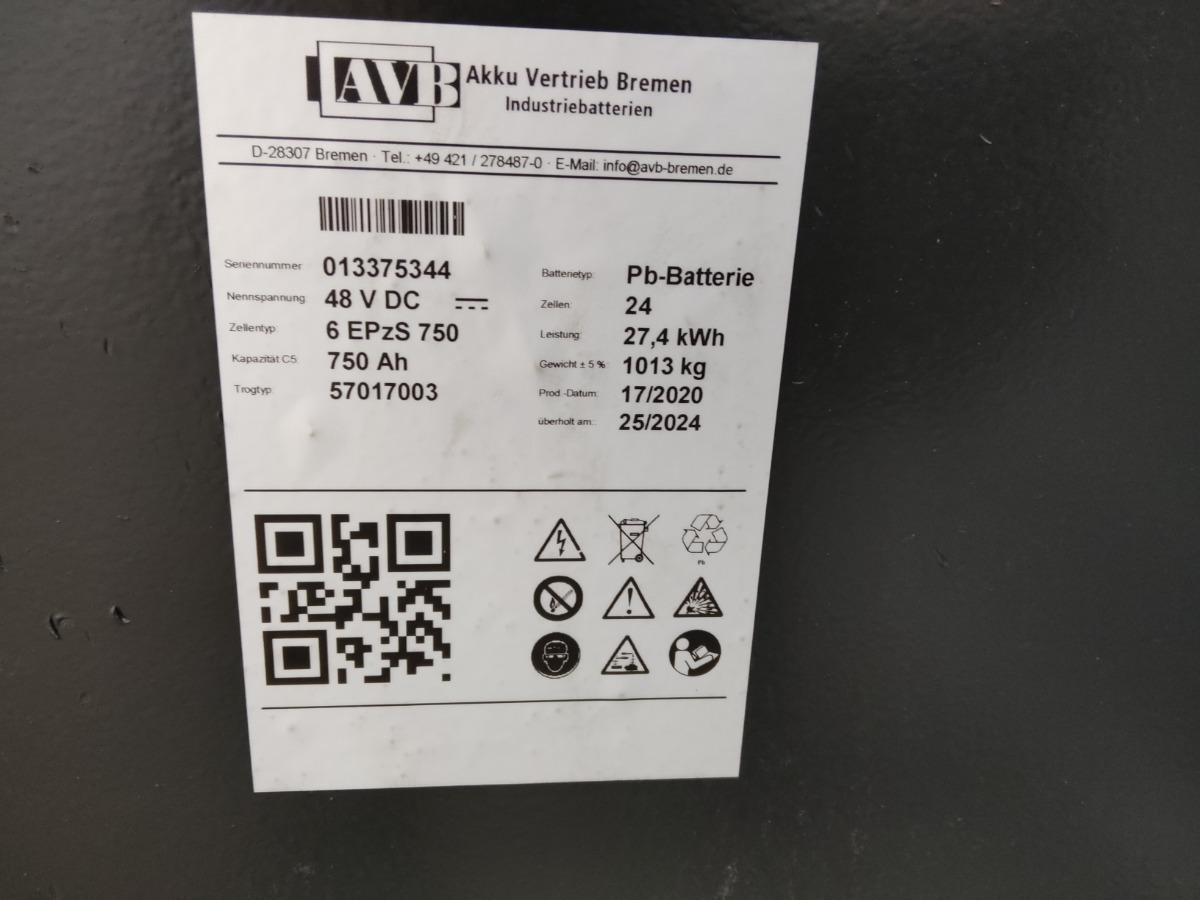 AVB Akku Vertrieb Bremen
Industriebatterien
D-28307 Bremen · Tel.: +49 421 / 278487-0 · E-Mail: info@avb-bremen.de
Seriennummer: 013375344
Nennspannung: 48 V DC
Zellentyp: 6 EPzS 750
Kapazität C5: 750 Ah
Trogtyp: 57017003
Batterietyp: Pb-Batterie
Zellen: 24
Leistung: 27,4 kWh
Gewicht ± 5 % 1013 kg
Prod.-Datum: 17/2020
überholt am: 25/2024
Pb